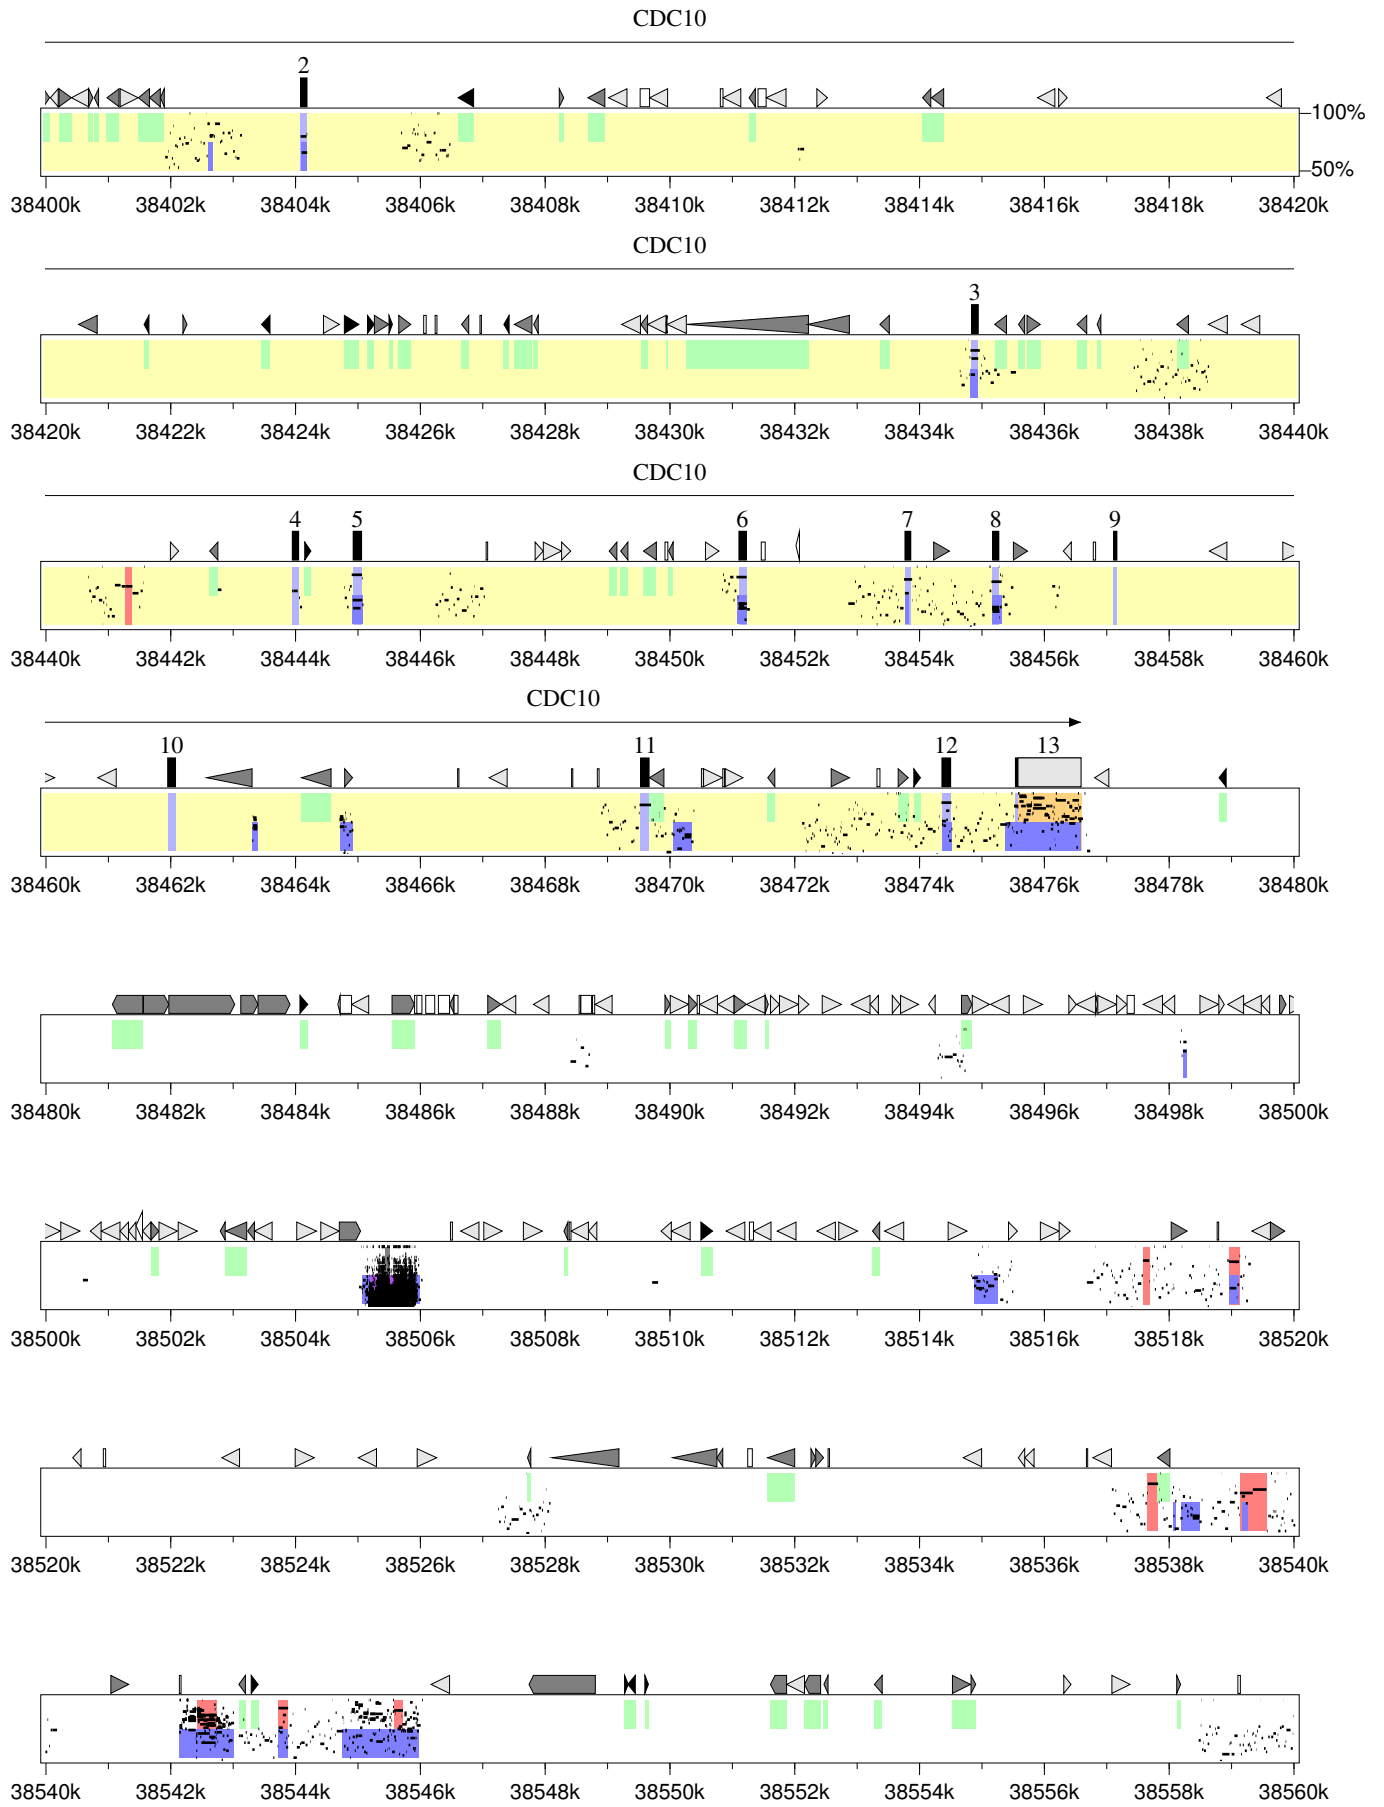 CDC10
2
100%
50%
38400k 38402k 38404k 38406k 38408k 38410k 38412k 38414k 38416k 38418k 38420k
CDC10
3
38420k 38422k 38424k 38426k 38428k 38430k 38432k 38434k 38436k 38438k 38440k
CDC10
4 5 6 7 8 9
38440k 38442k 38444k 38446k 38448k 38450k 38452k 38454k 38456k 38458k 38460k
CDC10
10 11 12 13
38460k 38462k 38464k 38466k 38468k 38470k 38472k 38474k 38476k 38478k 38480k
38480k 38482k 38484k 38486k 38488k 38490k 38492k 38494k 38496k 38498k 38500k
38500k 38502k 38504k 38506k 38508k 38510k 38512k 38514k 38516k 38518k 38520k
38520k 38522k 38524k 38526k 38528k 38530k 38532k 38534k 38536k 38538k 38540k
38540k 38542k 38544k 38546k 38548k 38550k 38552k 38554k 38556k 38558k 38560k